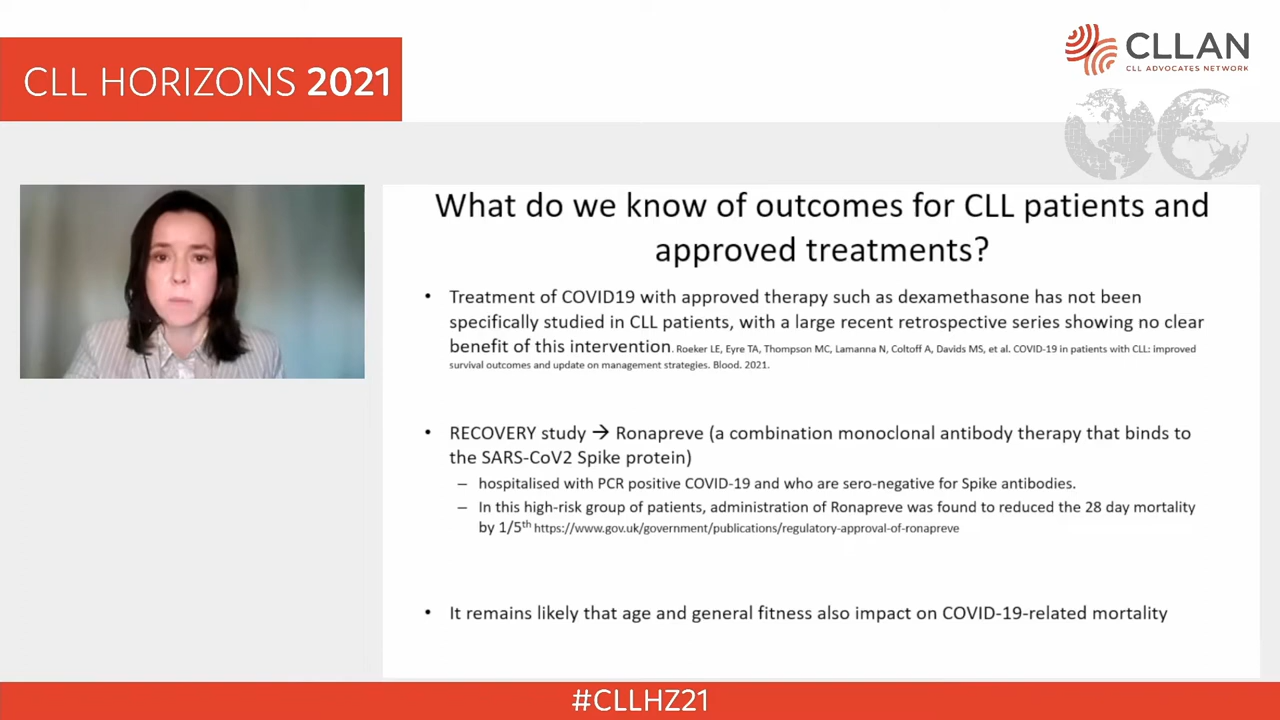 CLL HORIZONS 2021
CLLAN
CLL ADVOCATES NETWORK
What do we know of outcomes for CLL patients and
approved treatments?
• Treatment of COVID19 with approved therapy such as dexamethasone has not been
specifically studied in CLL patients, with a large recent retrospective series showing no clear
benefit of this intervention. Roeker LE, Eyre TA, Thompson MC, Lamanna N, Coltoff A, Davids MS, et al. COVID-19 in patients with CLL: improved
survival outcomes and update on management strategies. Blood. 2021.
• RECOVERY study → Ronapreve (a combination monoclonal antibody therapy that binds to
the SARS-CoV2 Spike protein)
– hospitalised with PCR positive COVID-19 and who are sero-negative for Spike antibodies.
– In this high-risk group of patients, administration of Ronapreve was found to reduced the 28 day mortality
by 1/5th https://www.gov.uk/government/publications/regulatory-approval-of-ronapreve
• It remains likely that age and general fitness also impact on COVID-19-related mortality
#CLLHZ21